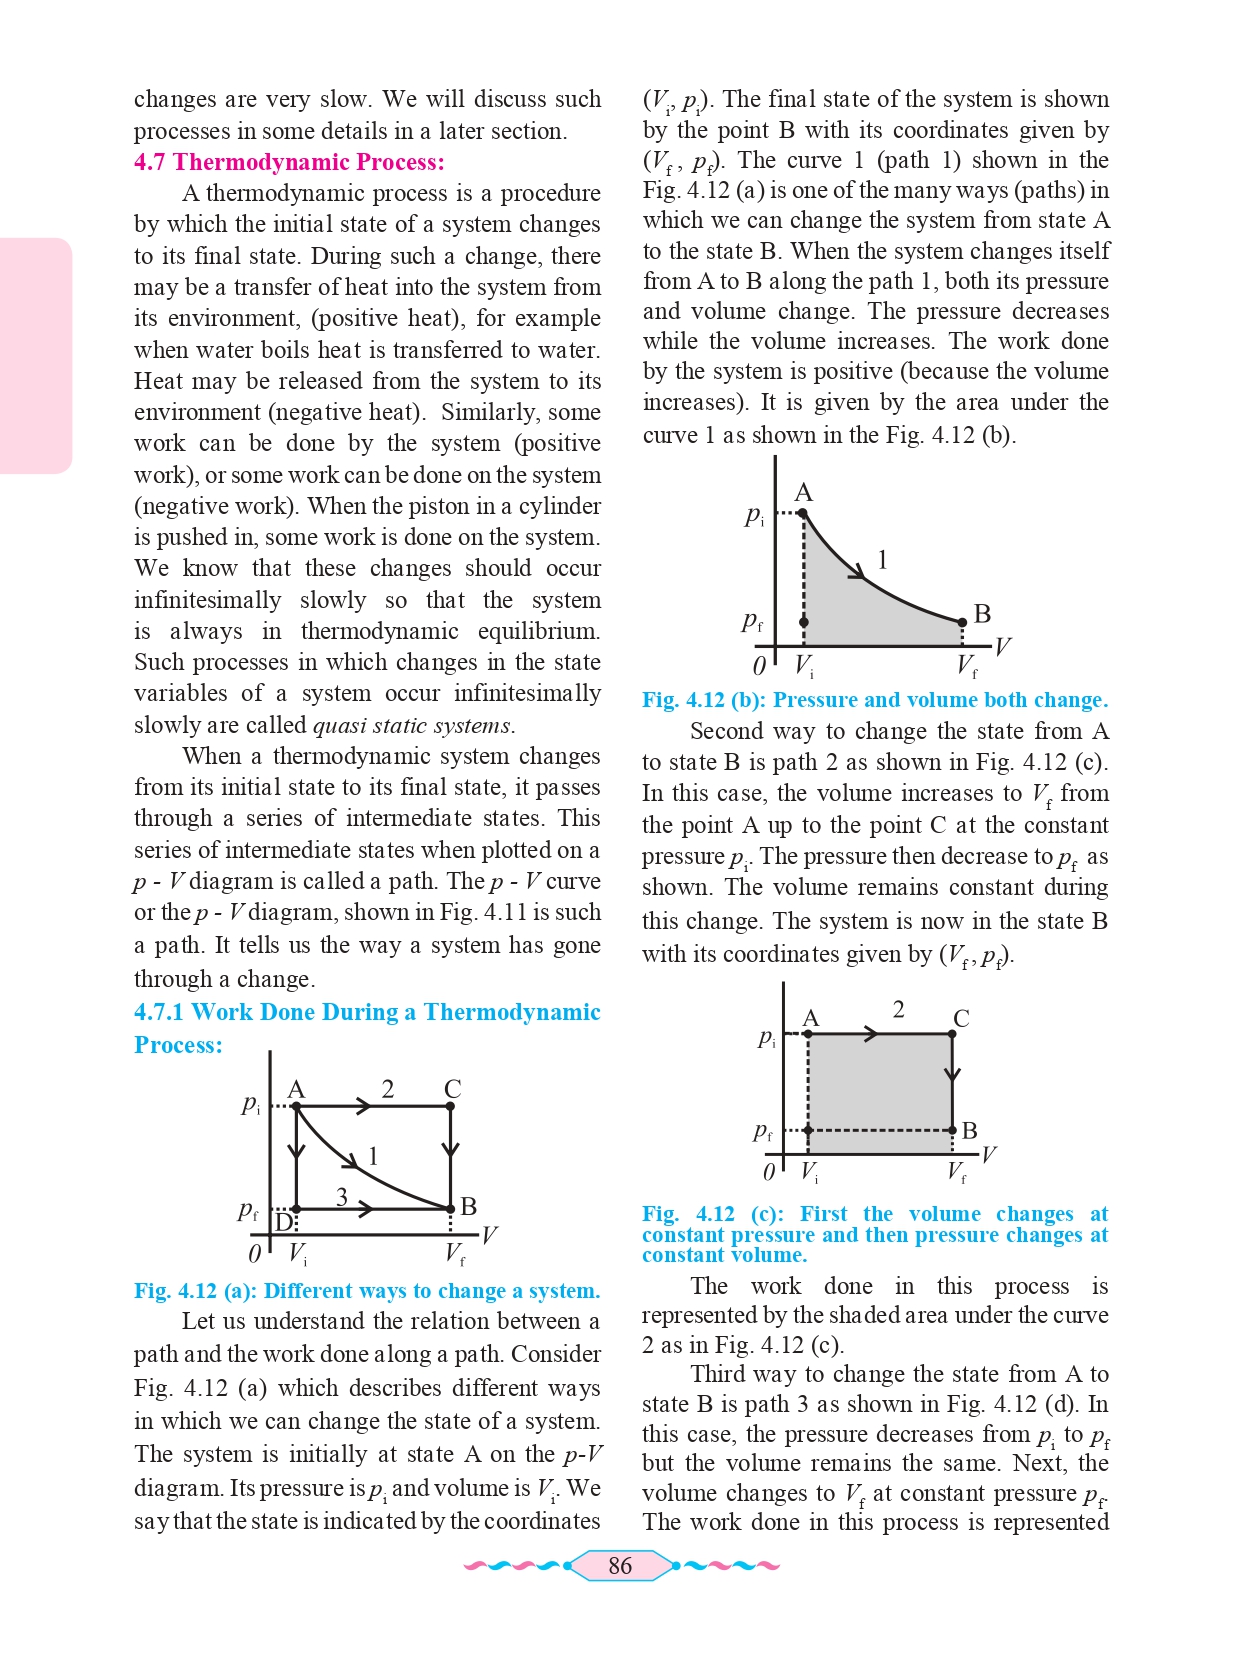 changes are very slow. We will discuss such
processes in some details in a later section.
4.7 Thermodynamic Process:
A thermodynamic process is a procedure
by which the initial state of a system changes
to its final state. During such a change, there
may be a transfer of heat into the system from
its environment, (positive heat), for example
when water boils heat is transferred to water.
Heat may be released from the system to its
environment (negative heat).  Similarly, some
work can be done by the system (positive
work), or some work can be done on the system
(negative work). When the piston in a cylinder
is pushed in, some work is done on the system.
We know that these changes should occur
infinitesimally slowly so that the system
is always in thermodynamic equilibrium.
Such processes in which changes in the state
variables of a system occur infinitesimally
slowly are called quasi static systems.
When a thermodynamic system changes
from its initial state to its final state, it passes
through a series of intermediate states. This
series of intermediate states when plotted on a
p - V diagram is called a path. The p - V curve
or the p - V diagram, shown in Fig. 4.11 is such
a path. It tells us the way a system has gone
through a change.
4.7.1 Work Done During a Thermodynamic
Process:
A 2 C
pi
1
3
pf D B
V
0 Vi Vf
Fig. 4.12 (a): Different ways to change a system.
Let us understand the relation between a
path and the work done along a path. Consider
Fig. 4.12 (a) which describes different ways
in which we can change the state of a system.
The system is initially at state A on the p-V
diagram. Its pressure is pi and volume is Vi. We
say that the state is indicated by the coordinates
(Vi, pi). The final state of the system is shown
by the point B with its coordinates given by
(Vf , pf). The curve 1 (path 1) shown in the
Fig. 4.12 (a) is one of the many ways (paths) in
which we can change the system from state A
to the state B. When the system changes itself
from A to B along the path 1, both its pressure
and volume change. The pressure decreases
while the volume increases. The work done
by the system is positive (because the volume
increases). It is given by the area under the
curve 1 as shown in the Fig. 4.12 (b).
A
pi
1
pf B
V
0 Vi Vf
Fig. 4.12 (b): Pressure and volume both change.
Second way to change the state from A
to state B is path 2 as shown in Fig. 4.12 (c).
In this case, the volume increases to Vf from
the point A up to the point C at the constant
pressure pi. The pressure then decrease to pf as
shown. The volume remains constant during
this change. The system is now in the state B
with its coordinates given by (Vf , pf).
A 2 C
pi
pf B
V
0 Vi Vf
Fig. 4.12 (c): First the volume changes at
constant pressure and then pressure changes at
constant volume.
The work done in this process is
represented by the shaded area under the curve
2 as in Fig. 4.12 (c).
Third way to change the state from A to
state B is path 3 as shown in Fig. 4.12 (d). In
this case, the pressure decreases from pi to pf
but the volume remains the same. Next, the
volume changes to Vf at constant pressure pf.
The work done in this process is represented
86